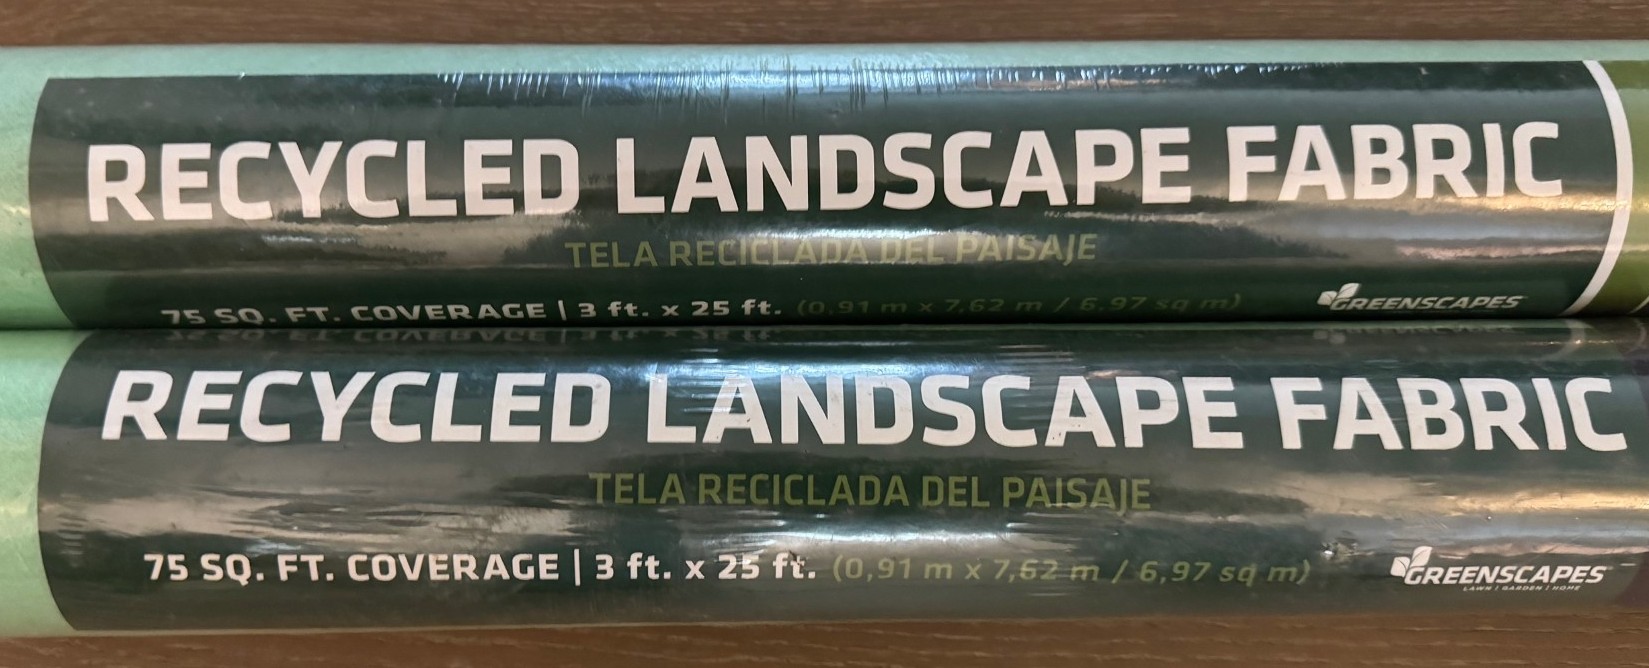 RECYCLED LANDSCAPE FABRIC
TELA RECICLADA DEL PAISAJE
75 SQ. FT. COVERAGE | 3 ft. x 25 ft. (0,91 m x 7,62 m / 6,97 sq m)
GREENSCAPES
RECYCLED LANDSCAPE FABRIC
TELA RECICLADA DEL PAISAJE
75 SQ. FT. COVERAGE | 3 ft. x 25 ft. (0,91 m x 7,62 m / 6,97 sq m)
GREENSCAPES
LAWN | GARDEN | HOME